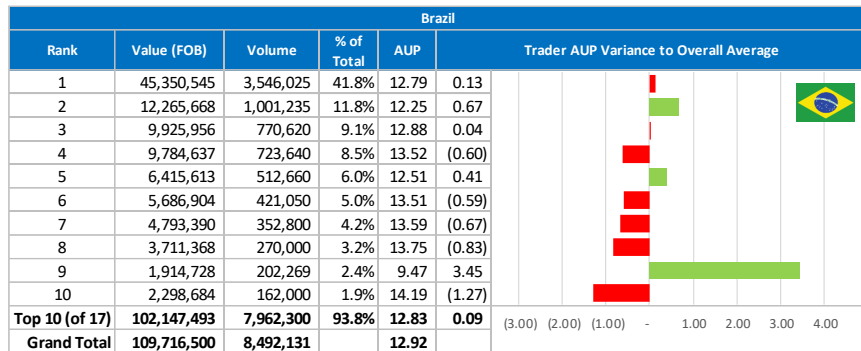 Brazil
Rank Value (FOB) Volume % of Total AUP Trader AUP Variance to Overall Average
1 45,350,545 3,546,025 41.8% 12.79 0.13
2 12,265,668 1,001,235 11.8% 12.25 0.67
3 9,925,956 770,620 9.1% 12.88 0.04
4 9,784,637 723,640 8.5% 13.52 (0.60)
5 6,415,613 512,660 6.0% 12.51 0.41
6 5,686,904 421,050 5.0% 13.51 (0.59)
7 4,793,390 352,800 4.2% 13.59 (0.67)
8 3,711,368 270,000 3.2% 13.75 (0.83)
9 1,914,728 202,269 2.4% 9.47 3.45
10 2,298,684 162,000 1.9% 14.19 (1.27)
Top 10 (of 17) 102,147,493 7,962,300 93.8% 12.83 0.09
(3.00) (2.00) (1.00) - 1.00 2.00 3.00 4.00
Grand Total 109,716,500 8,492,131 12.92